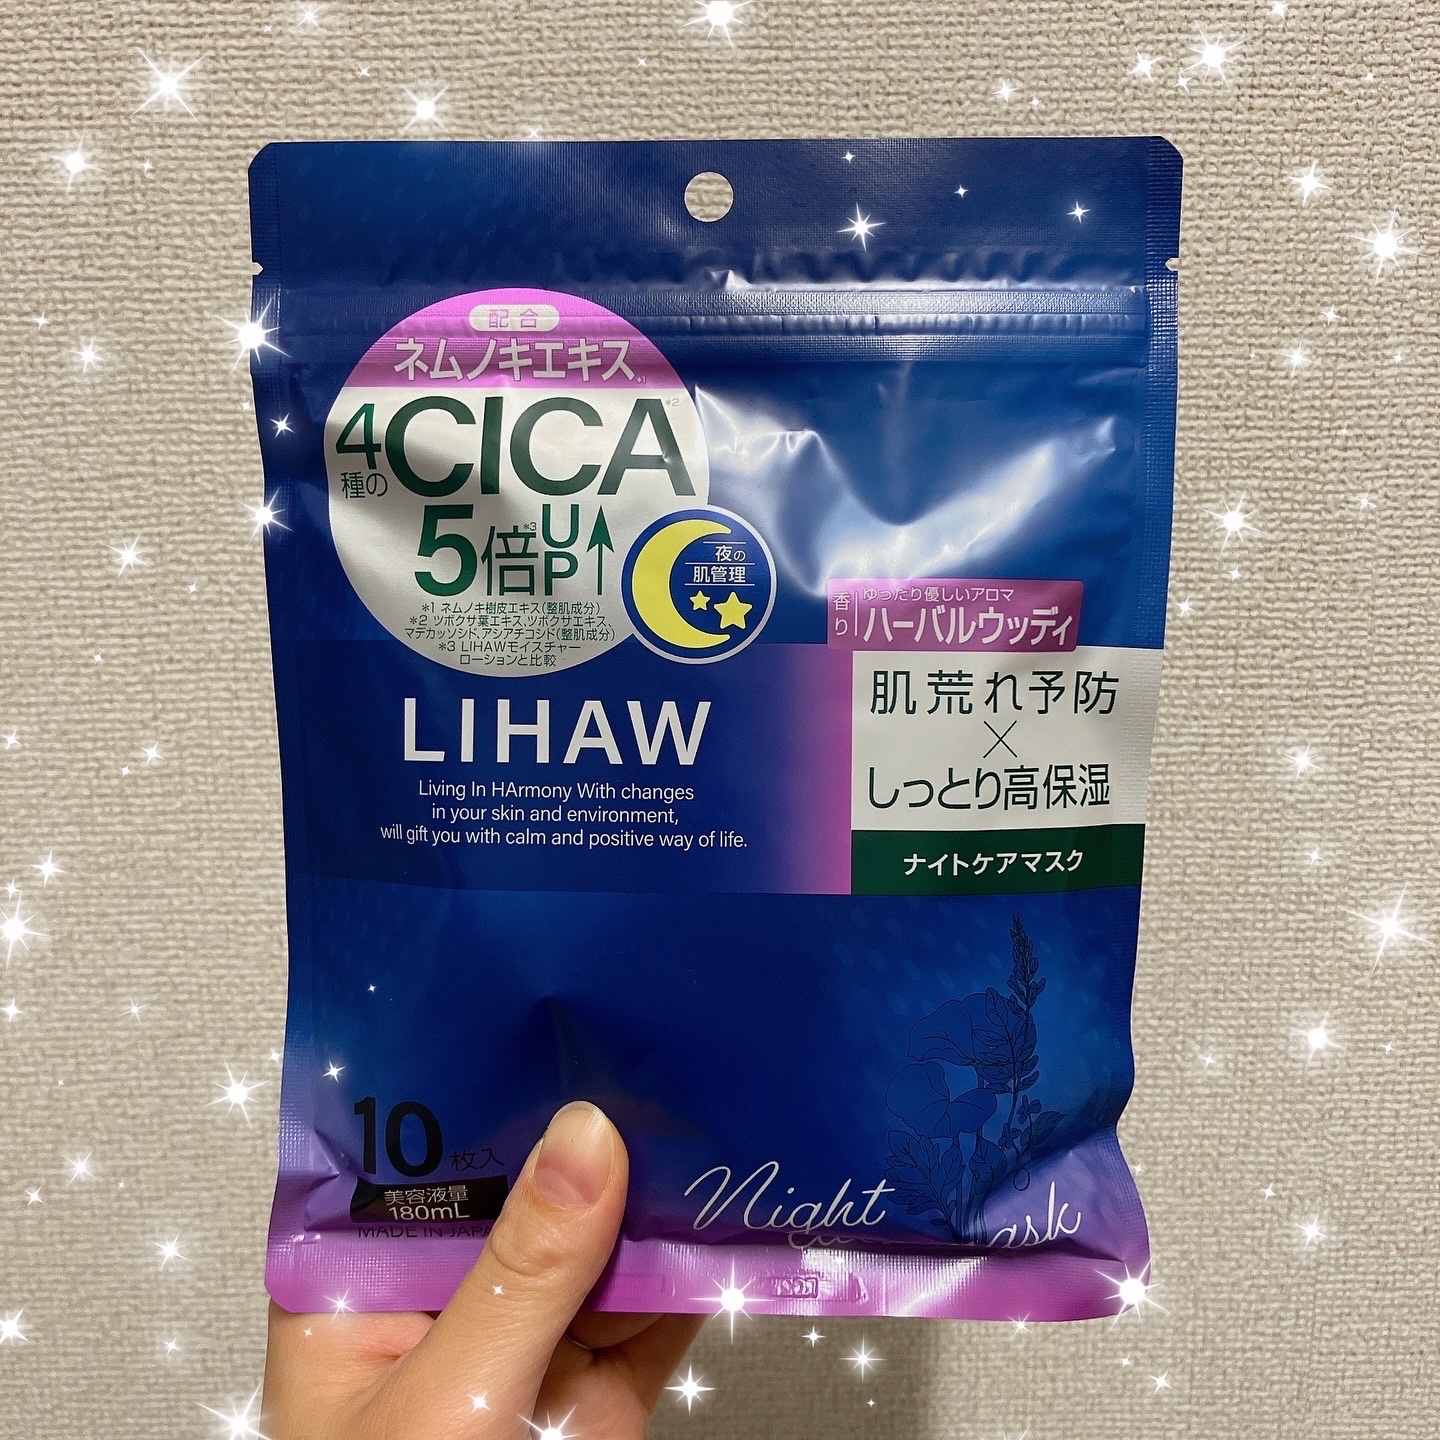 配合
ネムノキエキス*1
4種のCICA*2
5倍*3UP↑
*1 ネムノキ樹皮エキス(整肌成分)
*2 ツボクサ葉エキス、ツボクサエキス、
マデカッソシド、アシアチコシド(整肌成分)
*3 LIHAWモイスチャー
ローションと比較
夜の
肌管理
香り
ゆったり優しいアロマ
ハーバルウッディ
肌荒れ予防
×
しっとり高保湿
ナイトケアマスク
LIHAW
Living In HArmony With changes
in your skin and environment,
will gift you with calm and positive way of life.
10枚入
美容液量
180mL
MADE IN JAPA
Night
ask